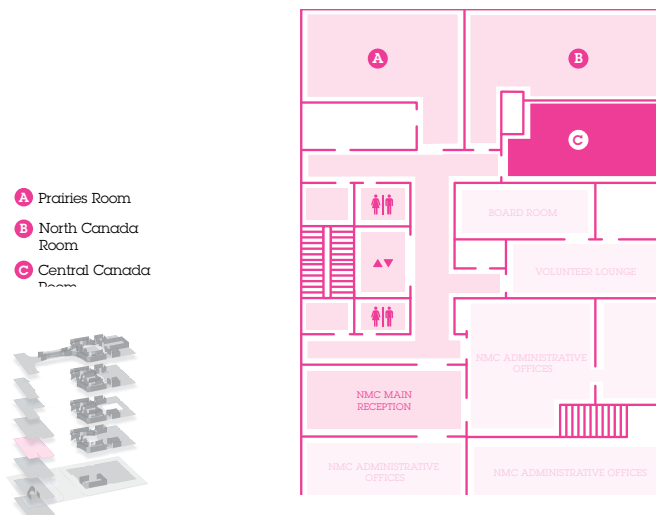 A
B
C
A Prairies Room
B North Canada
Room
C Central Canada
Room
BOARD ROOM
VOLUNTEER LOUNGE
NMC ADMINISTRATIVE
OFFICES
NMC MAIN
RECEPTION
NMC ADMINISTRATIVE
OFFICES
NMC ADMINISTRATIVE OFFICES